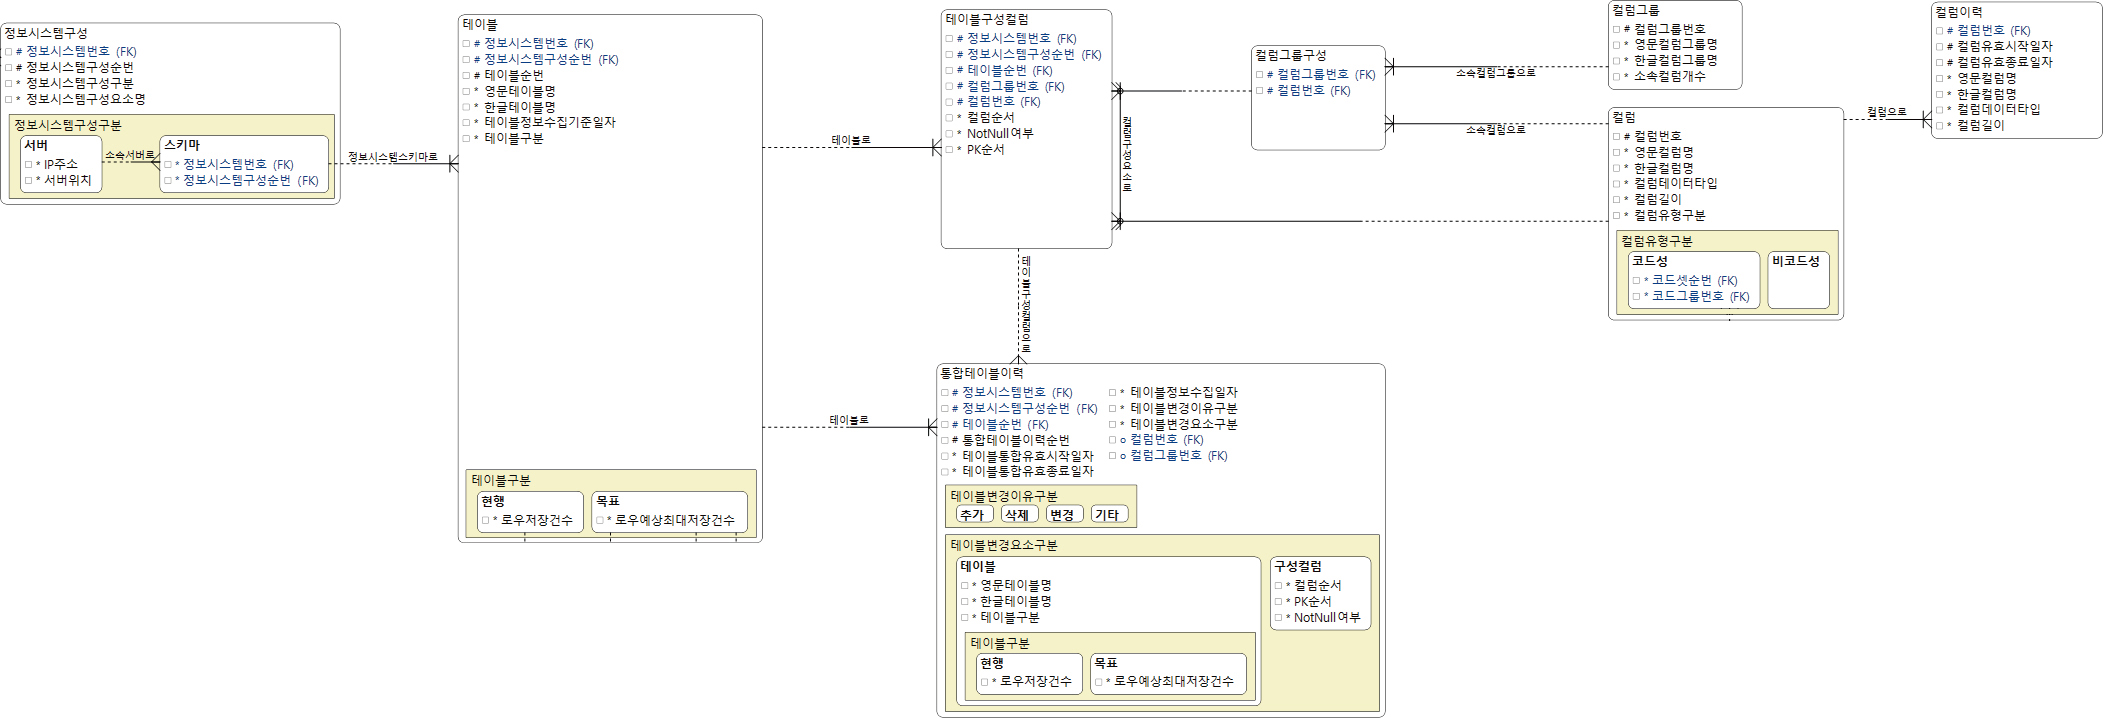 정보시스템구성
# 정보시스템번호 (FK)
# 정보시스템구성순번
* 정보시스템구성구분
* 정보시스템구성요소명
정보시스템구성구분
서버
* IP주소
* 서버위치
소속서버로
스키마
* 정보시스템번호 (FK)
* 정보시스템구성순번 (FK)
정보시스템스키마로
테이블
# 정보시스템번호 (FK)
# 정보시스템구성순번 (FK)
# 테이블순번
* 영문테이블명
* 한글테이블명
* 테이블정보수집기준일자
* 테이블구분
테이블구분
현행
* 로우저장건수
목표
* 로우예상최대저장건수
테이블로
테이블로
테이블구성컬럼
# 정보시스템번호 (FK)
# 정보시스템구성순번 (FK)
# 테이블순번 (FK)
# 컬럼그룹번호 (FK)
# 컬럼번호 (FK)
* 컬럼순서
* NotNull여부
* PK순서
컬럼구성요소로
테이블구성컬럼으로
컬럼그룹구성
# 컬럼그룹번호 (FK)
# 컬럼번호 (FK)
소속컬럼그룹으로
소속컬럼으로
컬럼그룹
# 컬럼그룹번호
* 영문컬럼그룹명
* 한글컬럼그룹명
* 소속컬럼개수
컬럼
# 컬럼번호
* 영문컬럼명
* 한글컬럼명
* 컬럼테이터타입
* 컬럼길이
* 컬럼유형구분
컬럼유형구분
코드성
* 코드셋순번 (FK)
* 코드그룹번호 (FK)
비코드성
컬럼으로
컬럼이력
# 컬럼번호 (FK)
# 컬럼유효시작일자
# 컬럼유효종료일자
* 영문컬럼명
* 한글컬럼명
* 컬럼데이터타입
* 컬럼길이
통합테이블이력
# 정보시스템번호 (FK)
# 정보시스템구성순번 (FK)
# 테이블순번 (FK)
# 통합테이블이력순번
* 테이블통합유효시작일자
* 테이블통합유효종료일자
* 테이블정보수집일자
* 테이블변경이유구분
* 테이블변경요소구분
o 컬럼번호 (FK)
o 컬럼그룹번호 (FK)
테이블변경이유구분
추가
삭제
변경
기타
테이블변경요소구분
테이블
* 영문테이블명
* 한글테이블명
* 테이블구분
테이블구분
현행
* 로우저장건수
목표
* 로우예상최대저장건수
구성컬럼
* 컬럼순서
* PK순서
* NotNull여부